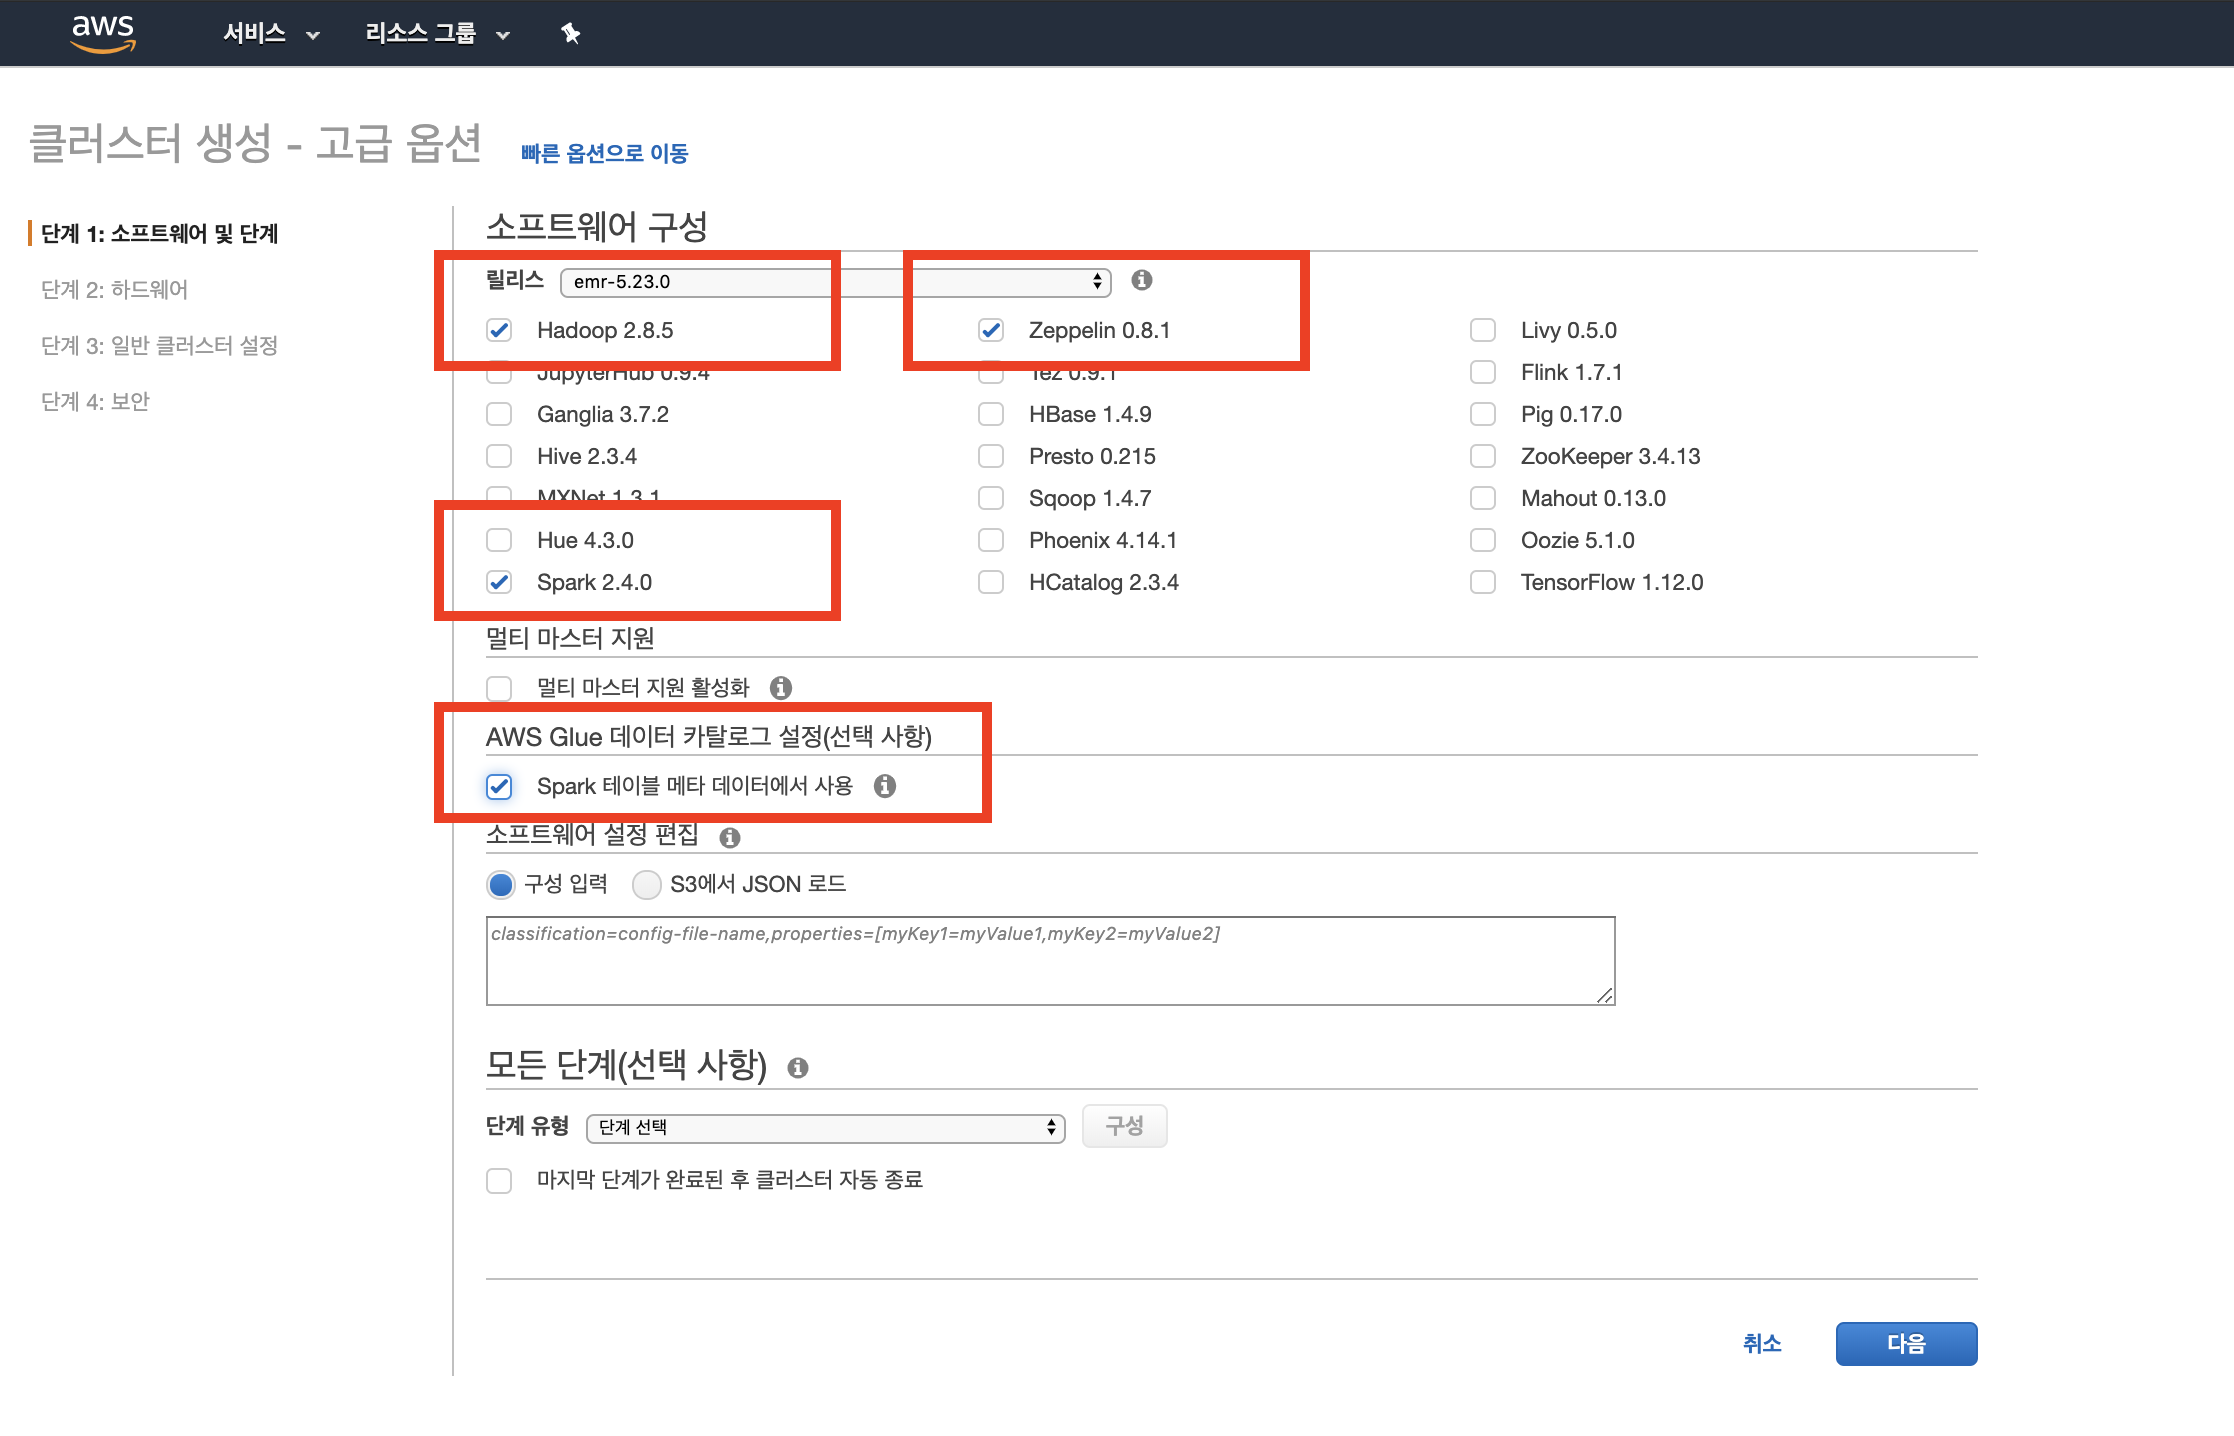 aws 서비스 리소스 그룹
클러스터 생성 - 고급 옵션 빠른 옵션으로 이동
단계 1: 소프트웨어 및 단계
단계 2: 하드웨어
단계 3: 일반 클러스터 설정
단계 4: 보안
소프트웨어 구성
릴리스 emr-5.23.0
Hadoop 2.8.5 Zeppelin 0.8.1 Livy 0.5.0
JupyterHub 0.9.4 Tez 0.9.1 Flink 1.7.1
Ganglia 3.7.2 HBase 1.4.9 Pig 0.17.0
Hive 2.3.4 Presto 0.215 ZooKeeper 3.4.13
MXNet 1.3.1 Sqoop 1.4.7 Mahout 0.13.0
Hue 4.3.0 Phoenix 4.14.1 Oozie 5.1.0
Spark 2.4.0 HCatalog 2.3.4 TensorFlow 1.12.0
멀티 마스터 지원
멀티 마스터 지원 활성화
AWS Glue 데이터 카탈로그 설정(선택 사항)
Spark 테이블 메타 데이터에서 사용
소프트웨어 설정 편집
구성 입력 S3에서 JSON 로드
classification=config-file-name,properties=[myKey1=myValue1,myKey2=myValue2]
모든 단계(선택 사항)
단계 유형 단계 선택 구성
마지막 단계가 완료된 후 클러스터 자동 종료
취소 다음